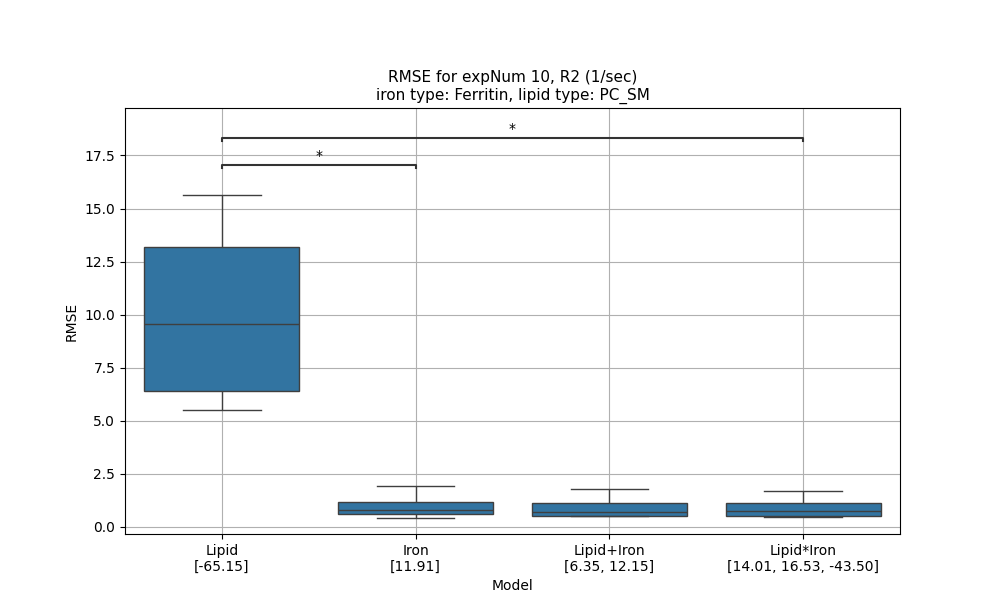 RMSE for expNum 10, R2 (1/sec)
iron type: Ferritin, lipid type: PC_SM
*
*
17.5
15.0
12.5
10.0
7.5
5.0
2.5
0.0
RMSE
Lipid
[-65.15]
Iron
[11.91]
Lipid+Iron
[6.35, 12.15]
Lipid*Iron
[14.01, 16.53, -43.50]
Model